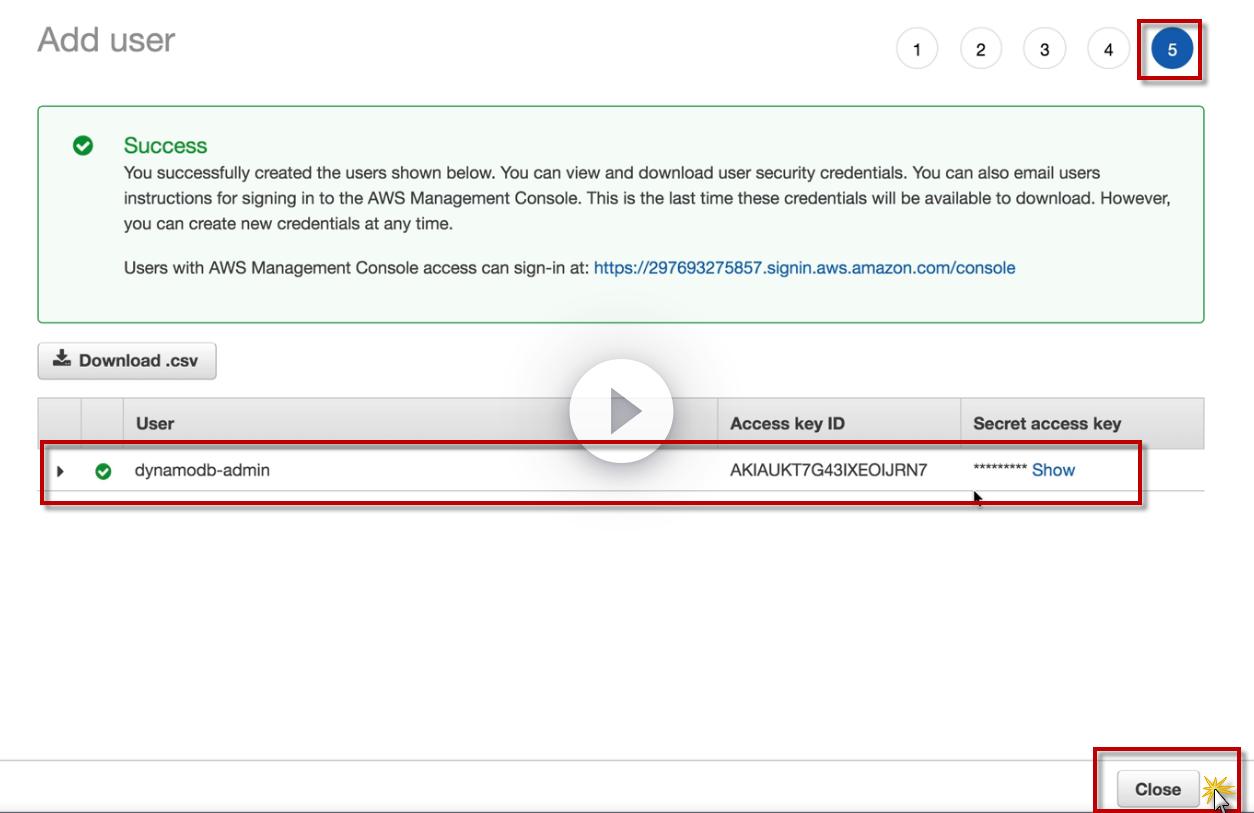 Add user
1 2 3 4 5
Success
You successfully created the users shown below. You can view and download user security credentials. You can also email users
instructions for signing in to the AWS Management Console. This is the last time these credentials will be available to download. However,
you can create new credentials at any time.
Users with AWS Management Console access can sign-in at: https://297693275857.signin.aws.amazon.com/console
Download .csv
User Access key ID Secret access key
dynamodb-admin AKIAUKT7G43IXEOIJRN7 ********* Show
Close